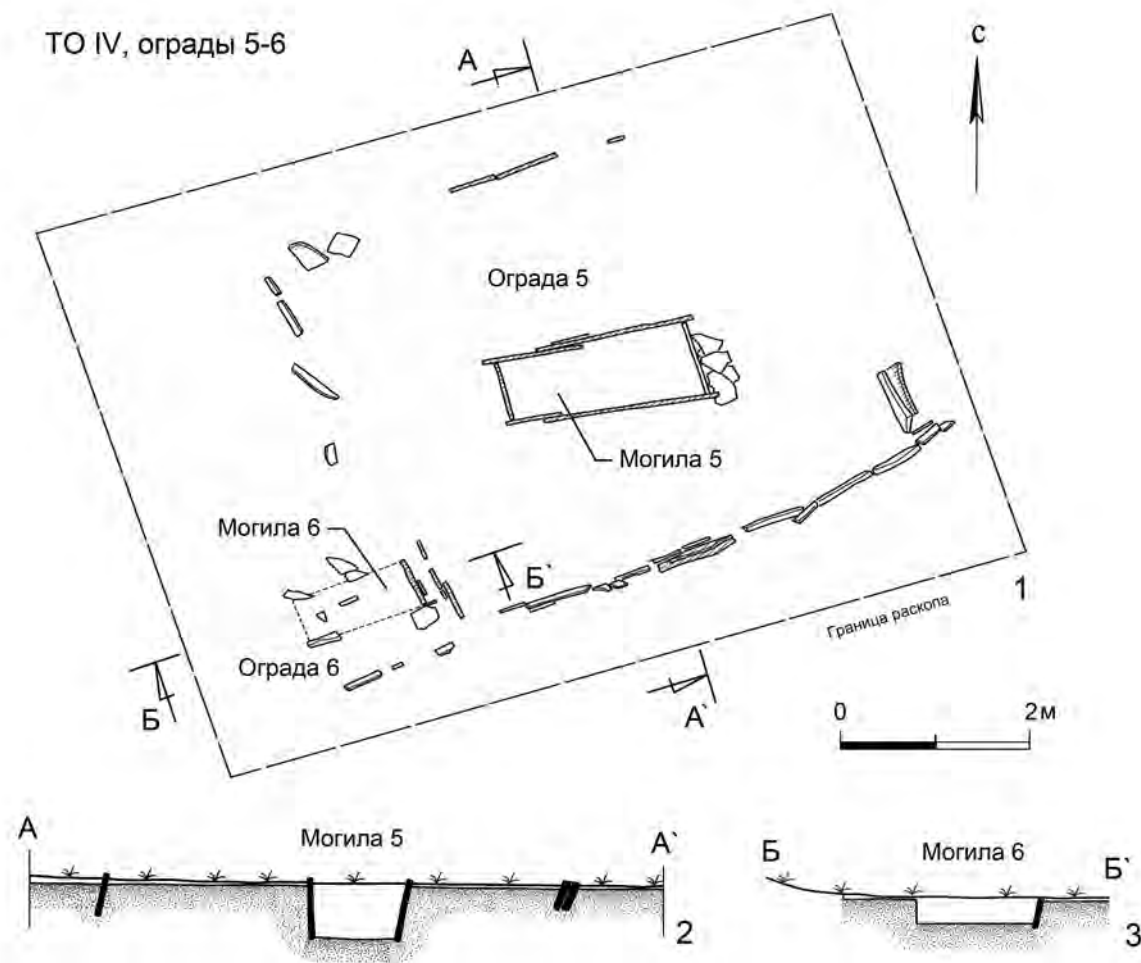 ТО IV, ограды 5-6
А
С
Ограда 5
Могила 5
Могила 6
Б`
1
Граница раскопа
Ограда 6
Б
А`
0 2м
А Могила 5 А`
2
Б Могила 6 Б`
3